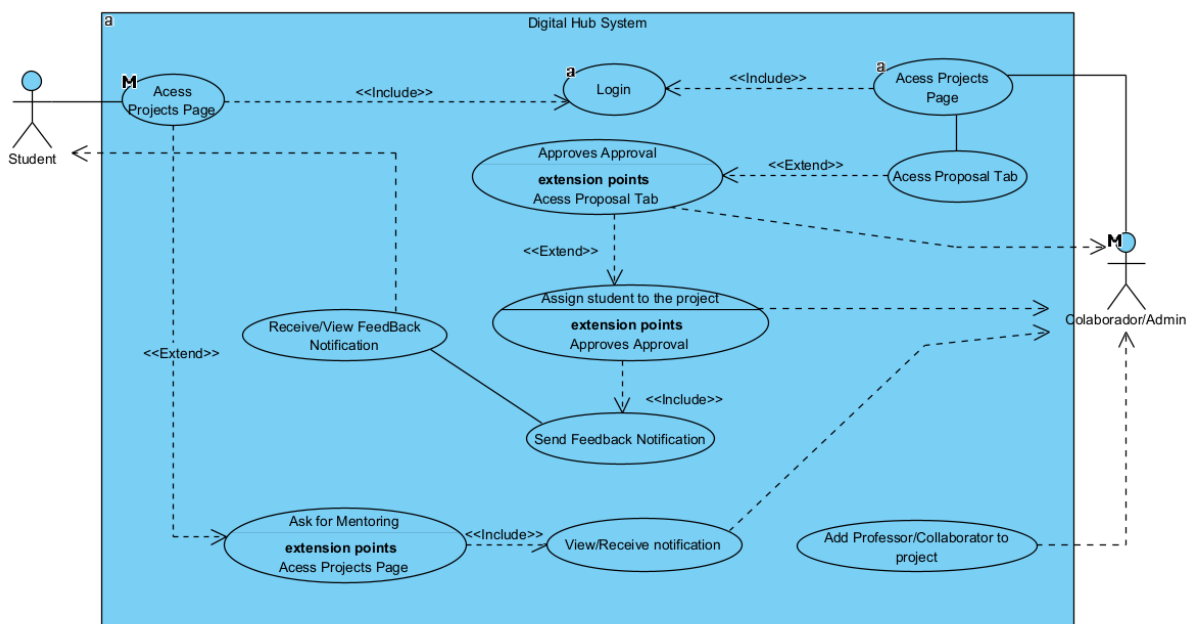 a
Digital Hub System
M
Acess
Projects Page
<<Include>>
a
Login
<<Include>>
a
Acess Projects
Page
Student
Approves Approval
extension points
Acess Proposal Tab
<<Extend>>
Acess Proposal Tab
<<Extend>>
M
Colaborador/Admin
Assign student to the project
extension points
Approves Approval
Receive/View FeedBack
Notification
<<Extend>>
<<Include>>
Send Feedback Notification
Ask for Mentoring
extension points
Acess Projects Page
<<Include>>
View/Receive notification
Add Professor/Collaborator to
project